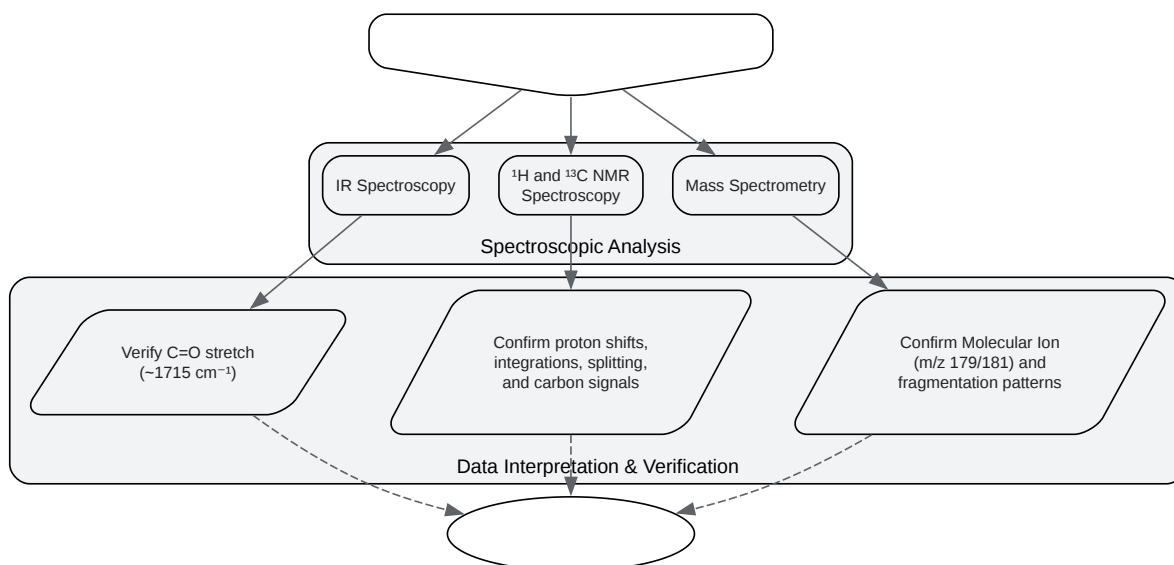 IR Spectroscopy
¹H and ¹³C NMR
Spectroscopy
Mass Spectrometry
Spectroscopic Analysis
Verify C=O stretch
(~1715 cm⁻¹)
Confirm proton shifts,
integrations, splitting,
and carbon signals
Confirm Molecular Ion
(m/z 179/181) and
fragmentation patterns
Data Interpretation & Verification